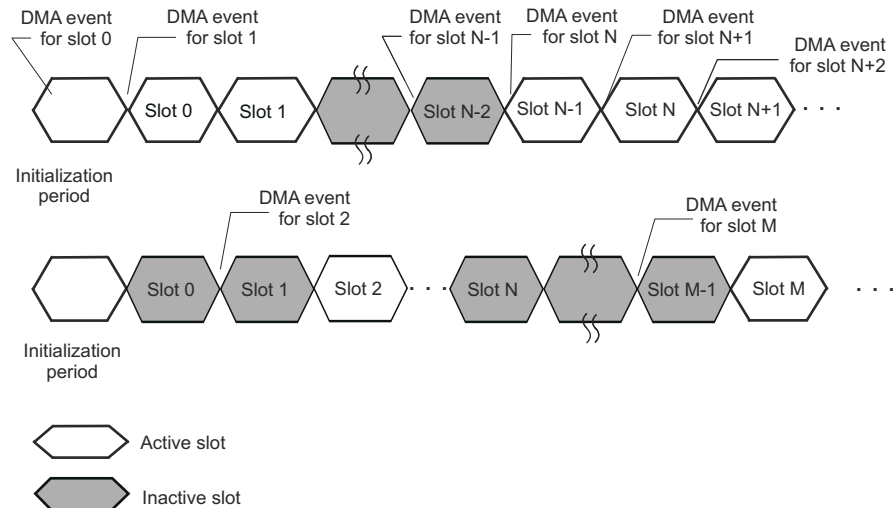 DMA event
for slot 0
DMA event
for slot 1
DMA event
for slot N-1
DMA event
for slot N
DMA event
for slot N+1
DMA event
for slot N+2
Slot 0
Slot 1
Slot N-2
Slot N-1
Slot N
Slot N+1
. . .
Initialization
period
DMA event
for slot 2
DMA event
for slot M
Slot 0
Slot 1
Slot 2
. . .
Slot N
Slot M-1
Slot M
. . .
Initialization
period
Active slot
Inactive slot